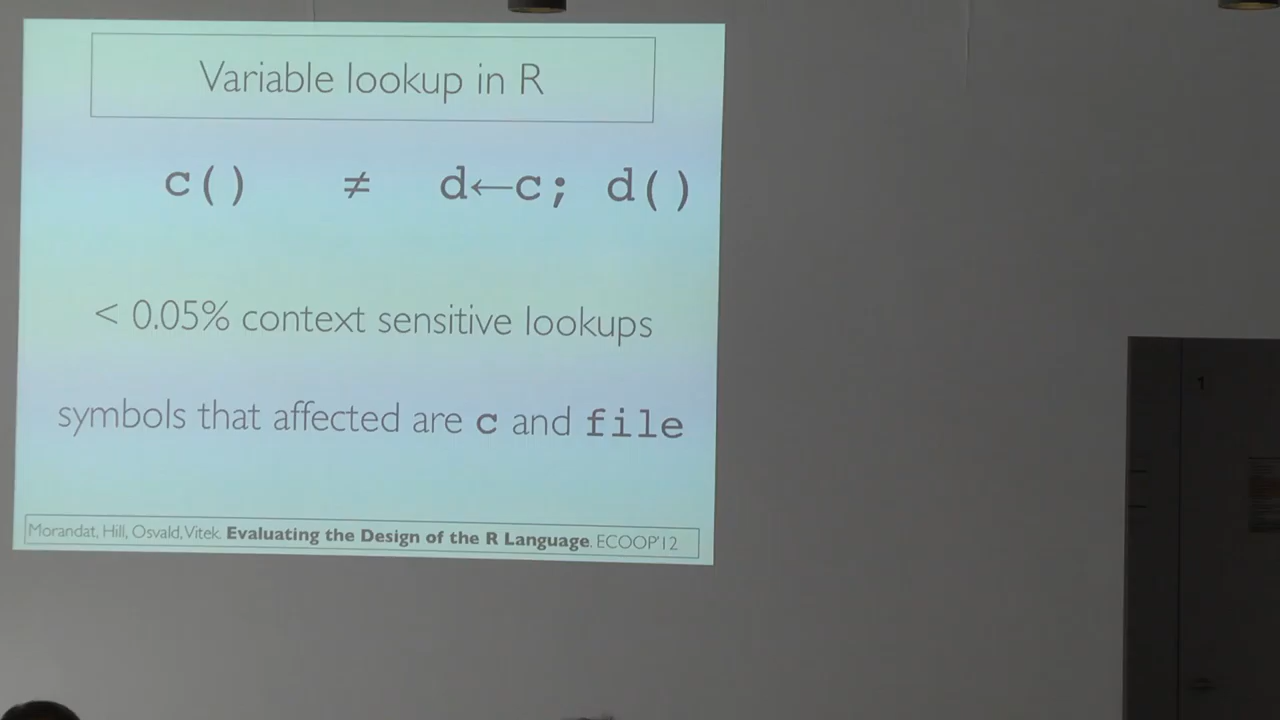 Variable lookup in R
c() ≠ d←c; d()
< 0.05% context sensitive lookups
symbols that affected are c and file
Morandat, Hill, Osvald, Vitek. Evaluating the Design of the R Language. ECOOP'12
1